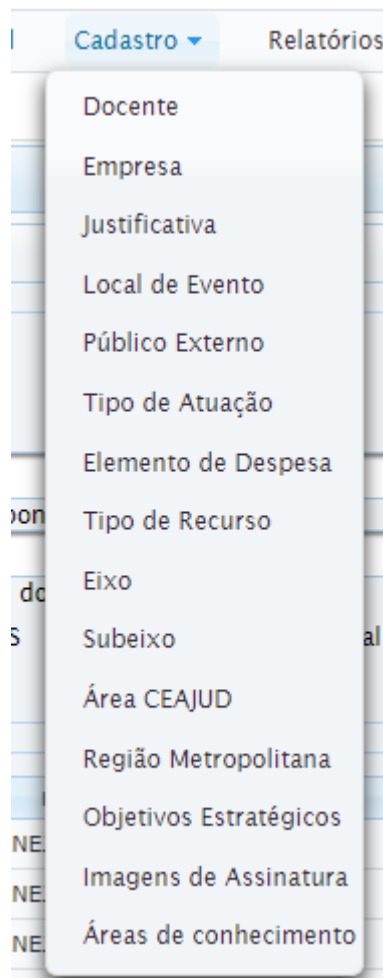 Cadastro Relatórios
Docente
Empresa
Justificativa
Local de Evento
Público Externo
Tipo de Atuação
Elemento de Despesa
Tipo de Recurso
Eixo
Subeixo
Área CEAJUD
Região Metropolitana
Objetivos Estratégicos
Imagens de Assinatura
Áreas de conhecimento